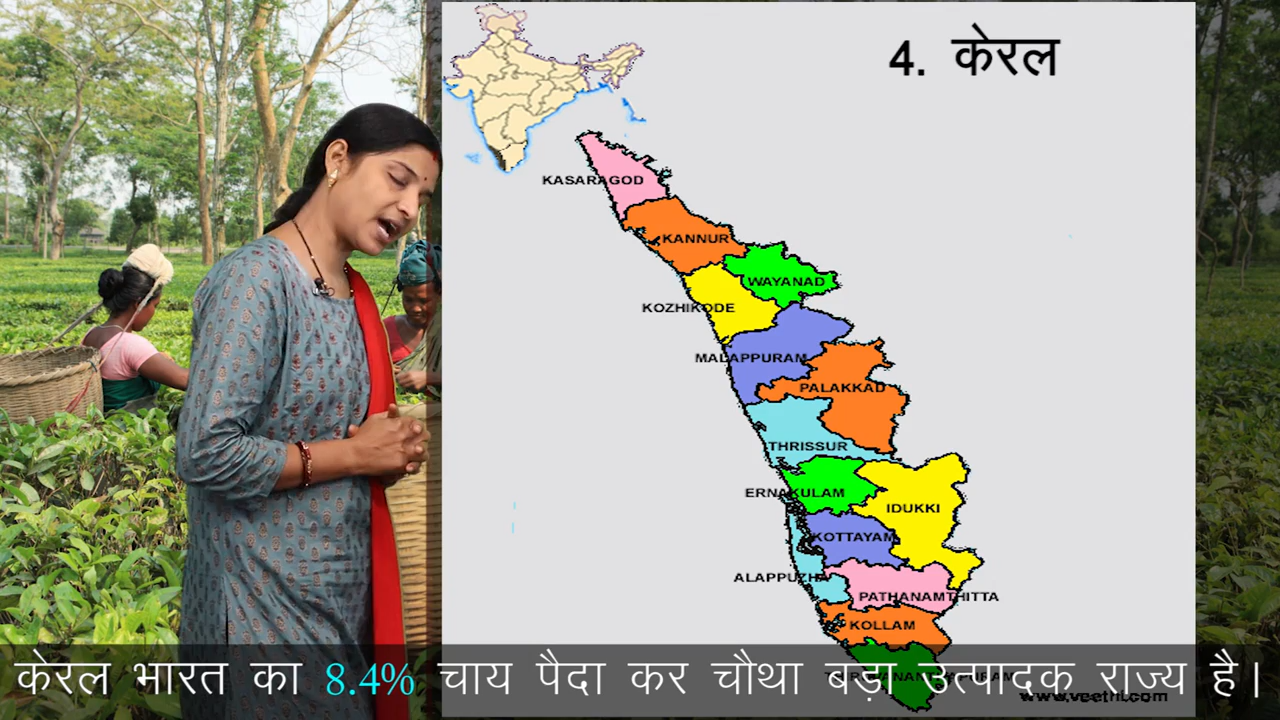 4. केरल
KASARAGOD
KANNUR
WAYANAD
KOZHIKODE
MALAPPURAM
PALAKKAD
THRISSUR
ERNAKULAM
IDUKKI
KOTTAYAM
ALAPPUZHA
PATHANAMTHITTA
KOLLAM
केरल भारत का 8.4% चाय पैदा कर चौथा बड़ा उत्पादक राज्य है।
www.veethi.com